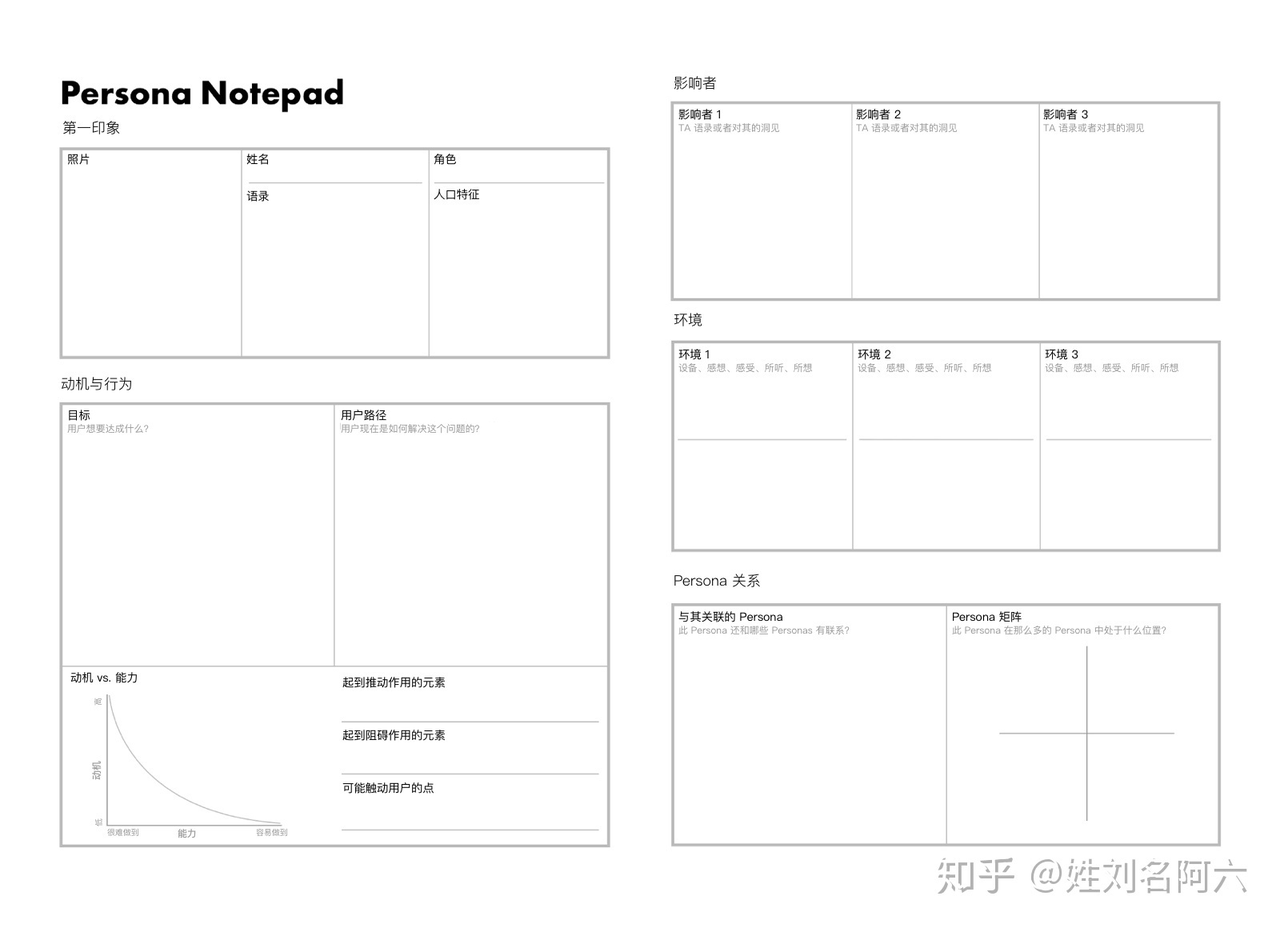 Persona Notepad
第一印象
照片
姓名
语录
角色
人口特征
动机与行为
目标
用户想要达成什么?
用户路径
用户现在是如何解决这个问题的?
动机 vs. 能力
高
动机
低
很难做到
能力
容易做到
起到推动作用的元素
起到阻碍作用的元素
可能触动用户的点
影响者
影响者 1
TA 语录或者对其的洞见
影响者 2
TA 语录或者对其的洞见
影响者 3
TA 语录或者对其的洞见
环境
环境 1
设备、感想、感受、所听、所想
环境 2
设备、感想、感受、所听、所想
环境 3
设备、感想、感受、所听、所想
Persona 关系
与其关联的 Persona
此 Persona 还和哪些 Personas 有联系?
Persona 矩阵
此 Persona 在那么多的 Persona 中处于什么位置?
知乎 @姓刘名阿六